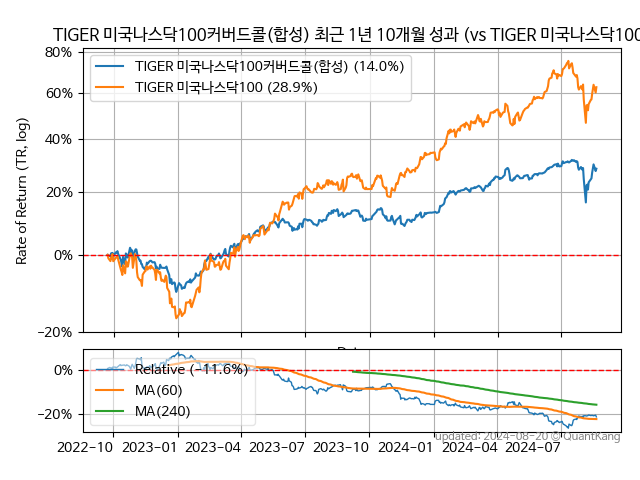 TIGER 미국나스닥100커버드콜(합성) 최근 1년 10개월 성과 (vs TIGER 미국나스닥100
80%
60%
40%
20%
0%
−20%
Rate of Return (TR, log)
TIGER 미국나스닥100커버드콜(합성) (14.0%)
TIGER 미국나스닥100 (28.9%)
0%
−20%
Relative (−11.6%)
MA(60)
MA(240)
2022-10 2023-01 2023-04 2023-07 2023-10 2024-01 2024-04 2024-07
updated: 2024-08-20 © QuantKang